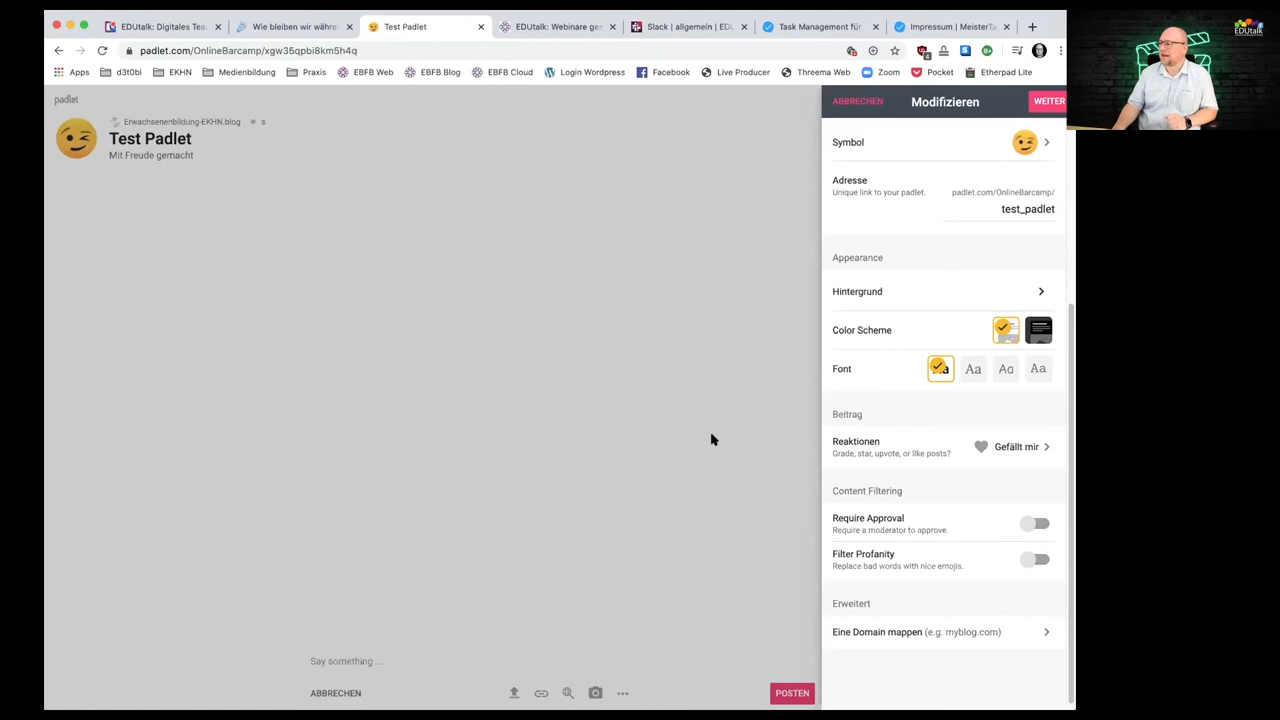 EDUtalk: Digitales Tea
Wie bleiben wir währe
Test Padlet
EDUtalk: Webinare ge
Slack | allgemein | EDU
Task Management für
Impressum | MeisterTa
padlet.com/OnlineBarcamp/xgw35qpbi8km5h4q
Apps
d3t0bi
EKHN
Medienbildung
Praxis
EBFB Web
EBFB Blog
EBFB Cloud
Login Wordpress
Facebook
Live Producer
Threema Web
Zoom
Pocket
Etherpad Lite
EDUtalk
padlet
Erwachsenenbildung-EKHN.blog
s
Test Padlet
Mit Freude gemacht
ABBRECHEN
Modifizieren
WEITER
Symbol
Adresse
Unique link to your padlet.
padlet.com/OnlineBarcamp/
test_padlet
Appearance
Hintergrund
Color Scheme
Font
Aa Aa Aa
Beitrag
Reaktionen
Gefällt mir
Grade, star, upvote, or like posts?
Content Filtering
Require Approval
Require a moderator to approve.
Filter Profanity
Replace bad words with nice emojis.
Erweitert
Eine Domain mappen (e.g. myblog.com)
Say something ...
ABBRECHEN
POSTEN